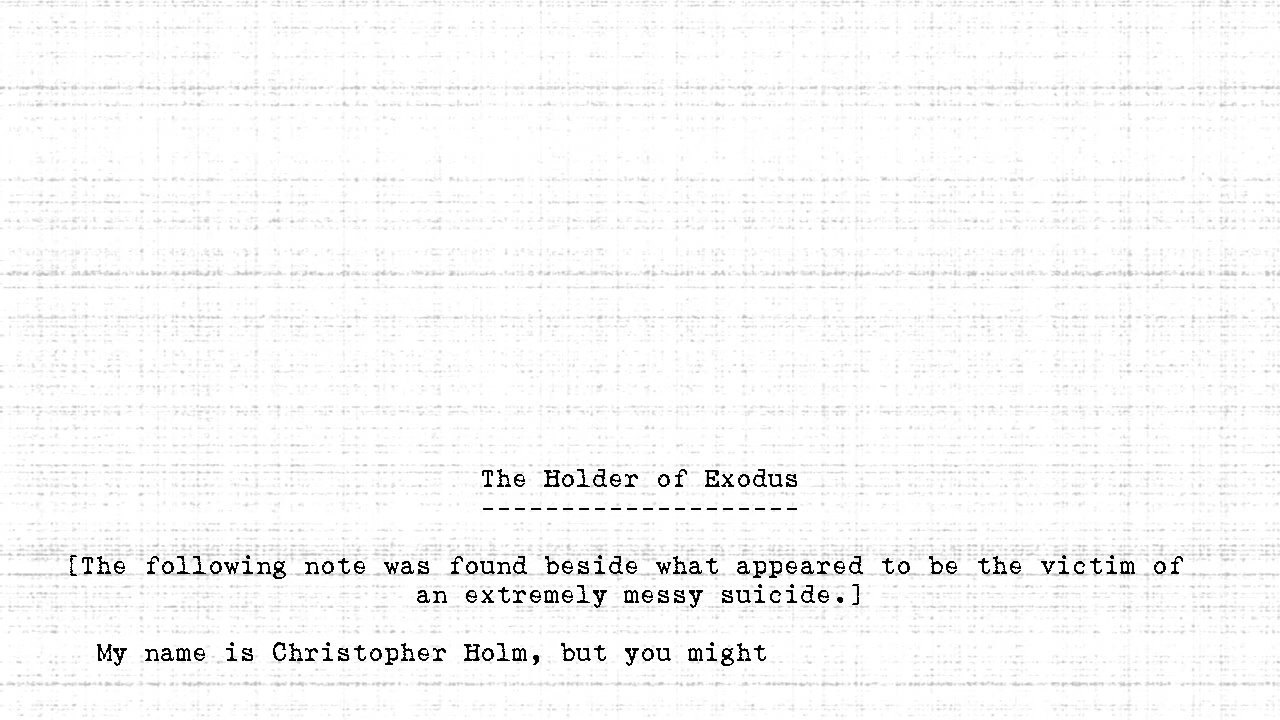 The Holder of Exodus
--------------------
[The following note was found beside what appeared to be the victim of
an extremely messy suicide.]
My name is Christopher Holm, but you might